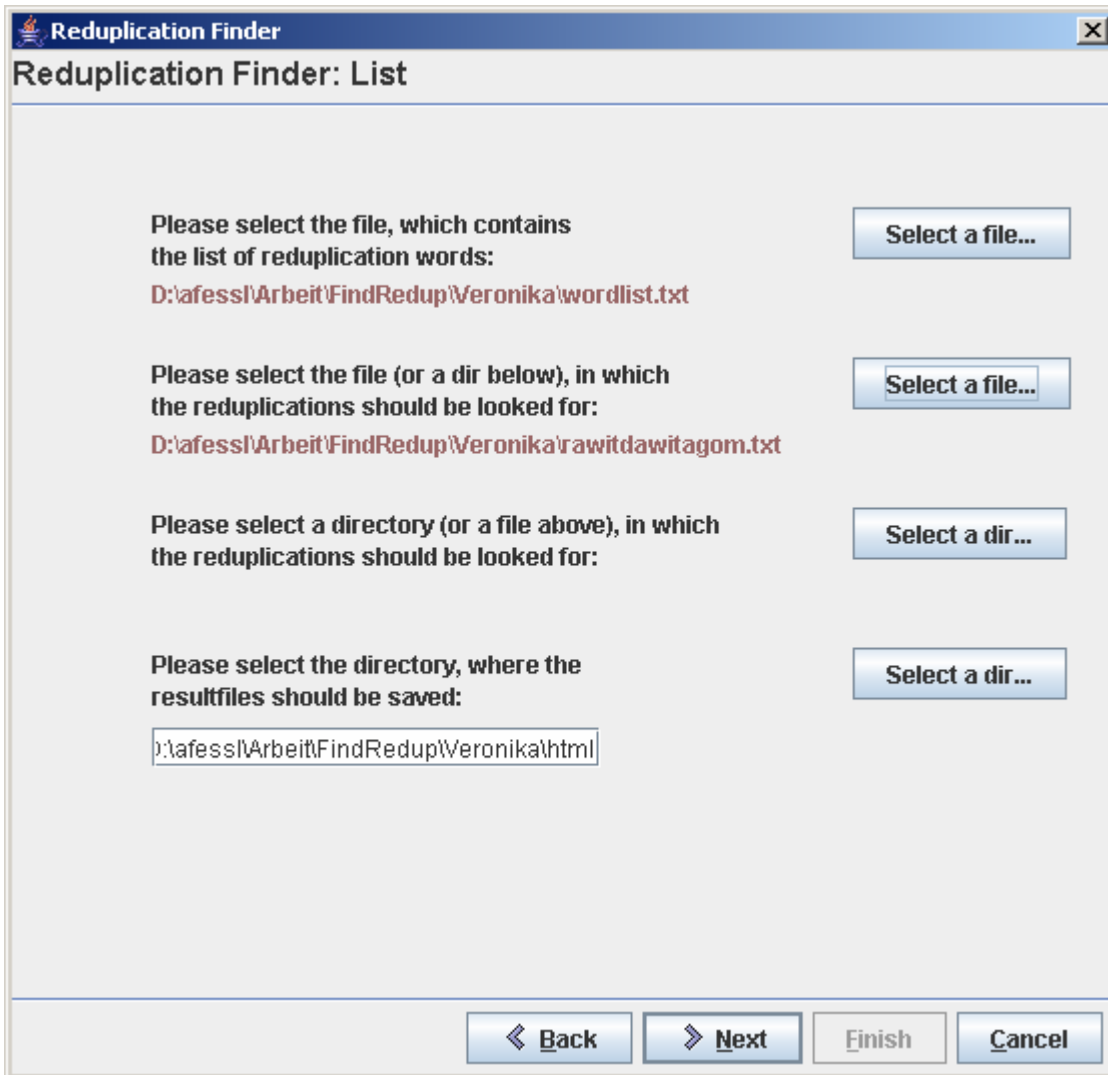 Reduplication Finder
Reduplication Finder: List
Please select the file, which contains
the list of reduplication words:
Select a file...
D:\afessl\Arbeit\FindRedup\Veronika\wordlist.txt
Please select the file (or a dir below), in which
the reduplications should be looked for:
Select a file...
D:\afessl\Arbeit\FindRedup\Veronika\rawitdawitagom.txt
Please select a directory (or a file above), in which
the reduplications should be looked for:
Select a dir...
Please select the directory, where the
resultfiles should be saved:
Select a dir...
:\afessl\Arbeit\FindRedup\Veronika\html
Back
Next
Finish
Cancel